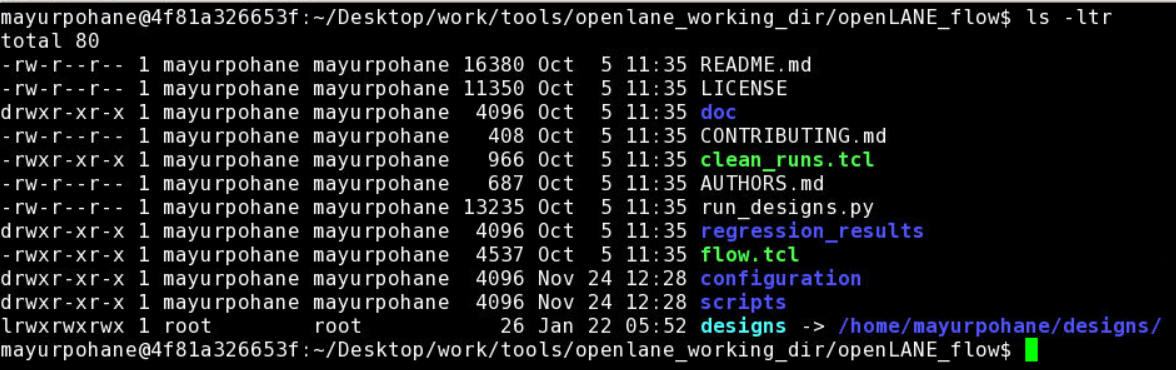 mayurpohane@4f81a326653f:~/Desktop/work/tools/openlane_working_dir/openLANE_flow$ ls -ltr
total 80
-rw-r--r-- 1 mayurpohane mayurpohane 16380 Oct  5 11:35 README.md
-rw-r--r-- 1 mayurpohane mayurpohane 11350 Oct  5 11:35 LICENSE
drwxr-xr-x 1 mayurpohane mayurpohane  4096 Oct  5 11:35 doc
-rw-r--r-- 1 mayurpohane mayurpohane   408 Oct  5 11:35 CONTRIBUTING.md
-rwxr-xr-x 1 mayurpohane mayurpohane   966 Oct  5 11:35 clean_runs.tcl
-rw-r--r-- 1 mayurpohane mayurpohane   687 Oct  5 11:35 AUTHORS.md
-rw-r--r-- 1 mayurpohane mayurpohane 13235 Oct  5 11:35 run_designs.py
drwxr-xr-x 1 mayurpohane mayurpohane  4096 Oct  5 11:35 regression_results
-rwxr-xr-x 1 mayurpohane mayurpohane  4537 Oct  5 11:35 flow.tcl
drwxr-xr-x 1 mayurpohane mayurpohane  4096 Nov 24 12:28 configuration
drwxr-xr-x 1 mayurpohane mayurpohane  4096 Nov 24 12:28 scripts
lrwxrwxrwx 1 root        root           26 Jan 22 05:52 designs -> /home/mayurpohane/designs/
mayurpohane@4f81a326653f:~/Desktop/work/tools/openlane_working_dir/openLANE_flow$